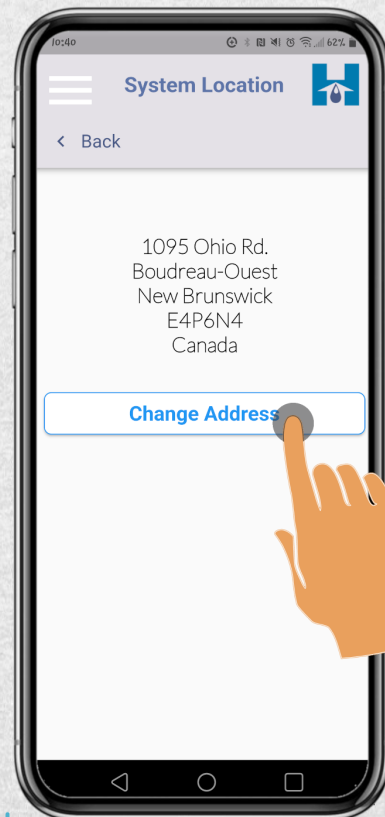 10:40 62%
System Location
< Back
1095 Ohio Rd.
Boudreau-Ouest
New Brunswick
E4P6N4
Canada
Change Address